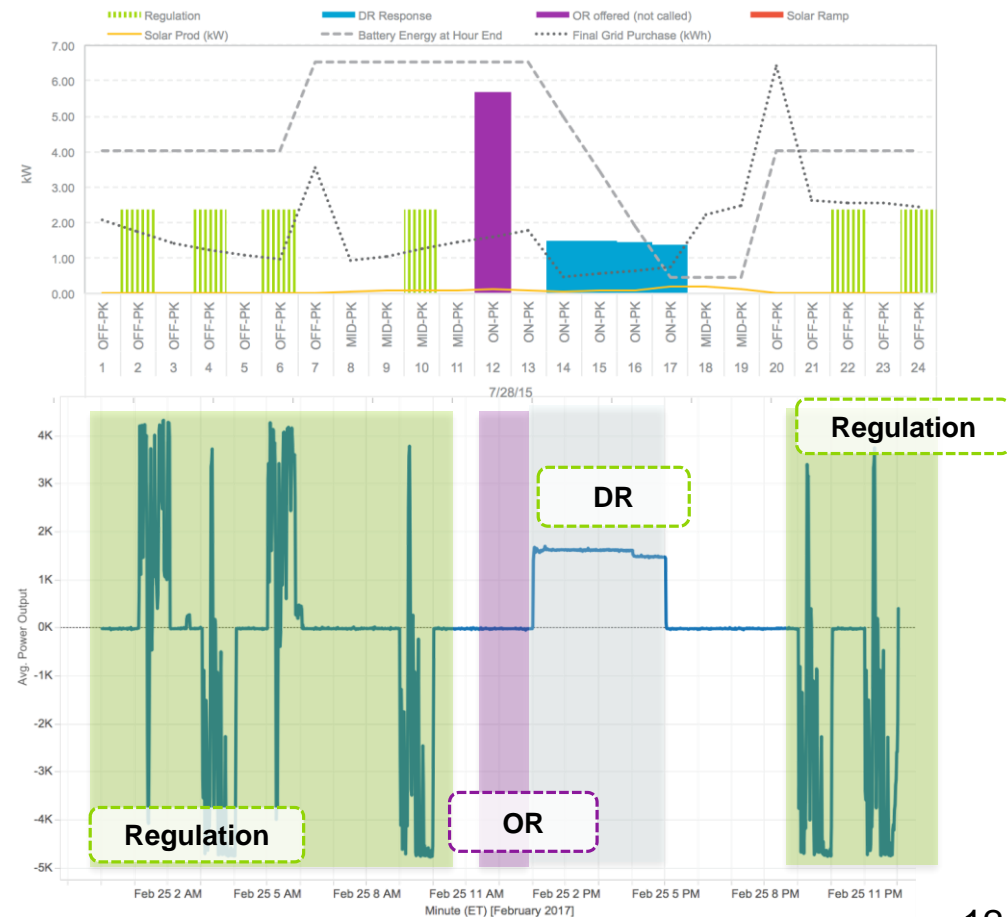 Regulation DR Response OR offered (not called) Solar Ramp
Solar Prod (kW) Battery Energy at Hour End Final Grid Purchase (kWh)
7.00
6.00
5.00
4.00
3.00
2.00
1.00
0.00
kW
OFF-PK OFF-PK OFF-PK OFF-PK OFF-PK OFF-PK OFF-PK MID-PK MID-PK MID-PK MID-PK ON-PK ON-PK ON-PK ON-PK ON-PK ON-PK MID-PK MID-PK OFF-PK OFF-PK OFF-PK OFF-PK OFF-PK
1 2 3 4 5 6 7 8 9 10 11 12 13 14 15 16 17 18 19 20 21 22 23 24
7/28/15
4K
3K
2K
1K
0K
-1K
-2K
-3K
-4K
-5K
Avg. Power Output
Regulation
DR
Regulation
OR
Feb 25 2 AM Feb 25 5 AM Feb 25 8 AM Feb 25 11 AM Feb 25 2 PM Feb 25 5 PM Feb 25 8 PM Feb 25 11 PM
Minute (ET) [February 2017]